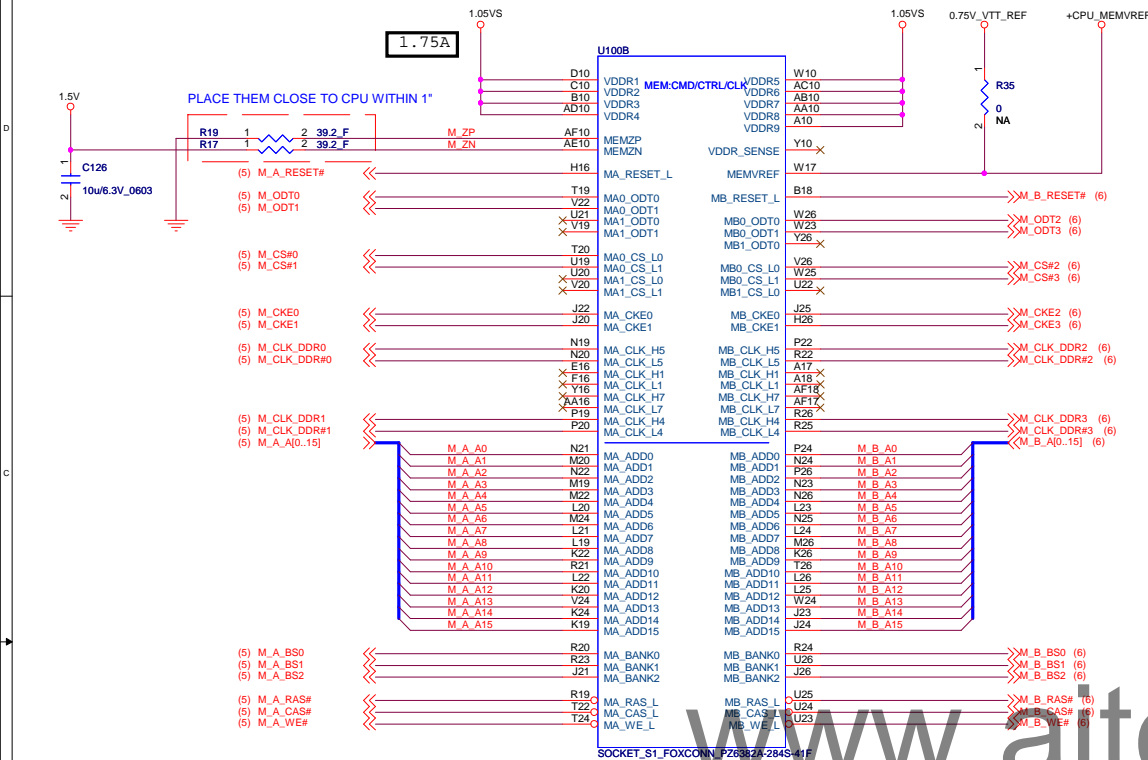 1.05VS
1.05VS 0.75V_VTT_REF +CPU_MEMVREF
1.75A
U100B
1.5V
PLACE THEM CLOSE TO CPU WITHIN 1"
MEM:CMD/CTRL/CLK
D10 VDDR1 VDDR5 W10
C10 VDDR2 VDDR6 AC10
B10 VDDR3 VDDR7 AB10
AD10 VDDR4 VDDR8 AA10
VDDR9 A10
1 R35
0
NA
2
D
R19 1 2 39.2_F M_ZP AF10 MEMZP
R17 1 2 39.2_F M_ZN AE10 MEMZN VDDR_SENSE Y10
1 C126
10u/6.3V_0603
2
(5) M_A_RESET# H16 MA_RESET_L MEMVREF W17
MB_RESET_L B18 M_B_RESET# (6)
(5) M_ODT0 T19 MA0_ODT0
(5) M_ODT1 V22 MA0_ODT1
U21 MA1_ODT0 MB0_ODT0 W26 M_ODT2 (6)
V19 MA1_ODT1 MB0_ODT1 W23 M_ODT3 (6)
MB1_ODT0 Y26
(5) M_CS#0 T20 MA0_CS_L0
(5) M_CS#1 U19 MA0_CS_L1 MB0_CS_L0 V26 M_CS#2 (6)
U20 MA1_CS_L0 MB0_CS_L1 W25 M_CS#3 (6)
V20 MA1_CS_L1 MB1_CS_L0 U22
(5) M_CKE0 J22 MA_CKE0 MB_CKE0 J25 M_CKE2 (6)
(5) M_CKE1 J20 MA_CKE1 MB_CKE1 H26 M_CKE3 (6)
(5) M_CLK_DDR0 N19 MA_CLK_H5 MB_CLK_H5 P22 M_CLK_DDR2 (6)
(5) M_CLK_DDR#0 N20 MA_CLK_L5 MB_CLK_L5 R22 M_CLK_DDR#2 (6)
E16 MA_CLK_H1 MB_CLK_H1 A17
F16 MA_CLK_L1 MB_CLK_L1 A18
Y16 MA_CLK_H7 MB_CLK_H7 AF18
AA16 MA_CLK_L7 MB_CLK_L7 AF17
(5) M_CLK_DDR1 P19 MA_CLK_H4 MB_CLK_H4 R26 M_CLK_DDR3 (6)
(5) M_CLK_DDR#1 P20 MA_CLK_L4 MB_CLK_L4 R25 M_CLK_DDR#3 (6)
(5) M_A_A[0..15] M_B_A[0..15] (6)
M_A_A0 N21 MA_ADD0 MB_ADD0 P24 M_B_A0
M_A_A1 M20 MA_ADD1 MB_ADD1 N24 M_B_A1
C
M_A_A2 N22 MA_ADD2 MB_ADD2 P26 M_B_A2
M_A_A3 M19 MA_ADD3 MB_ADD3 N23 M_B_A3
M_A_A4 M22 MA_ADD4 MB_ADD4 N26 M_B_A4
M_A_A5 L20 MA_ADD5 MB_ADD5 L23 M_B_A5
M_A_A6 M24 MA_ADD6 MB_ADD6 N25 M_B_A6
M_A_A7 L21 MA_ADD7 MB_ADD7 L24 M_B_A7
M_A_A8 L19 MA_ADD8 MB_ADD8 M26 M_B_A8
M_A_A9 K22 MA_ADD9 MB_ADD9 K26 M_B_A9
M_A_A10 R21 MA_ADD10 MB_ADD10 T26 M_B_A10
M_A_A11 L22 MA_ADD11 MB_ADD11 L26 M_B_A11
M_A_A12 K20 MA_ADD12 MB_ADD12 L25 M_B_A12
M_A_A13 V24 MA_ADD13 MB_ADD13 W24 M_B_A13
M_A_A14 K24 MA_ADD14 MB_ADD14 J23 M_B_A14
M_A_A15 K19 MA_ADD15 MB_ADD15 J24 M_B_A15
(5) M_A_BS0 R20 MA_BANK0 MB_BANK0 R24 M_B_BS0 (6)
(5) M_A_BS1 R23 MA_BANK1 MB_BANK1 U26 M_B_BS1 (6)
(5) M_A_BS2 J21 MA_BANK2 MB_BANK2 J26 M_B_BS2 (6)
(5) M_A_RAS# R19 MA_RAS_L MB_RAS_L U25 M_B_RAS# (6)
(5) M_A_CAS# T22 MA_CAS_L MB_CAS_L U24 M_B_CAS# (6)
(5) M_A_WE# T24 MA_WE_L MB_WE_L U23 M_B_WE# (6)
SOCKET_S1_FOXCONN_PZ6382A-284S-41F